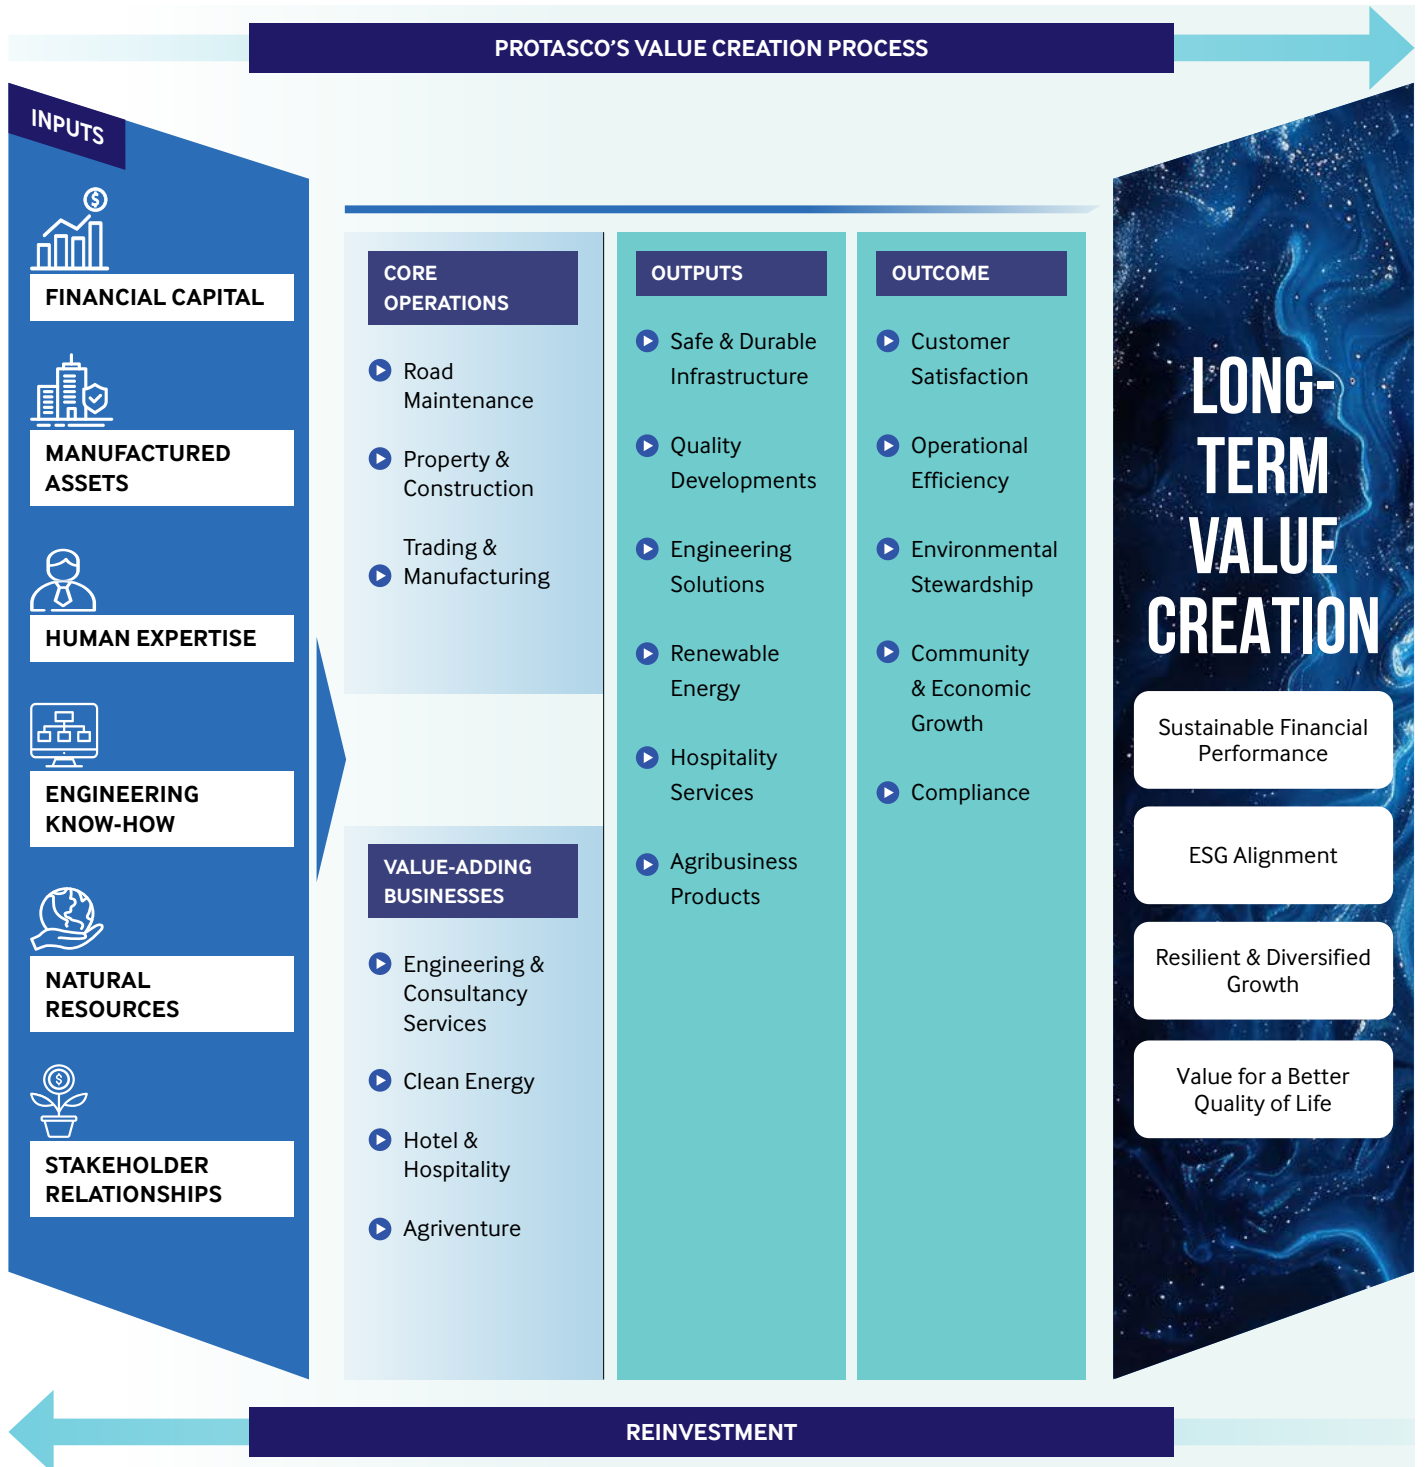 PROTASCO’S VALUE CREATION PROCESS
INPUTS
FINANCIAL CAPITAL
MANUFACTURED
ASSETS
HUMAN EXPERTISE
ENGINEERING
KNOW-HOW
NATURAL
RESOURCES
STAKEHOLDER
RELATIONSHIPS
CORE
OPERATIONS
Road
Maintenance
Property &
Construction
Trading &
Manufacturing
VALUE-ADDING
BUSINESSES
Engineering &
Consultancy
Services
Clean Energy
Hotel &
Hospitality
Agriventure
OUTPUTS
Safe & Durable
Infrastructure
Quality
Developments
Engineering
Solutions
Renewable
Energy
Hospitality
Services
Agribusiness
Products
OUTCOME
Customer
Satisfaction
Operational
Efficiency
Environmental
Stewardship
Community
& Economic
Growth
Compliance
LONG-
TERM
VALUE
CREATION
Sustainable Financial
Performance
ESG Alignment
Resilient & Diversified
Growth
Value for a Better
Quality of Life
REINVESTMENT